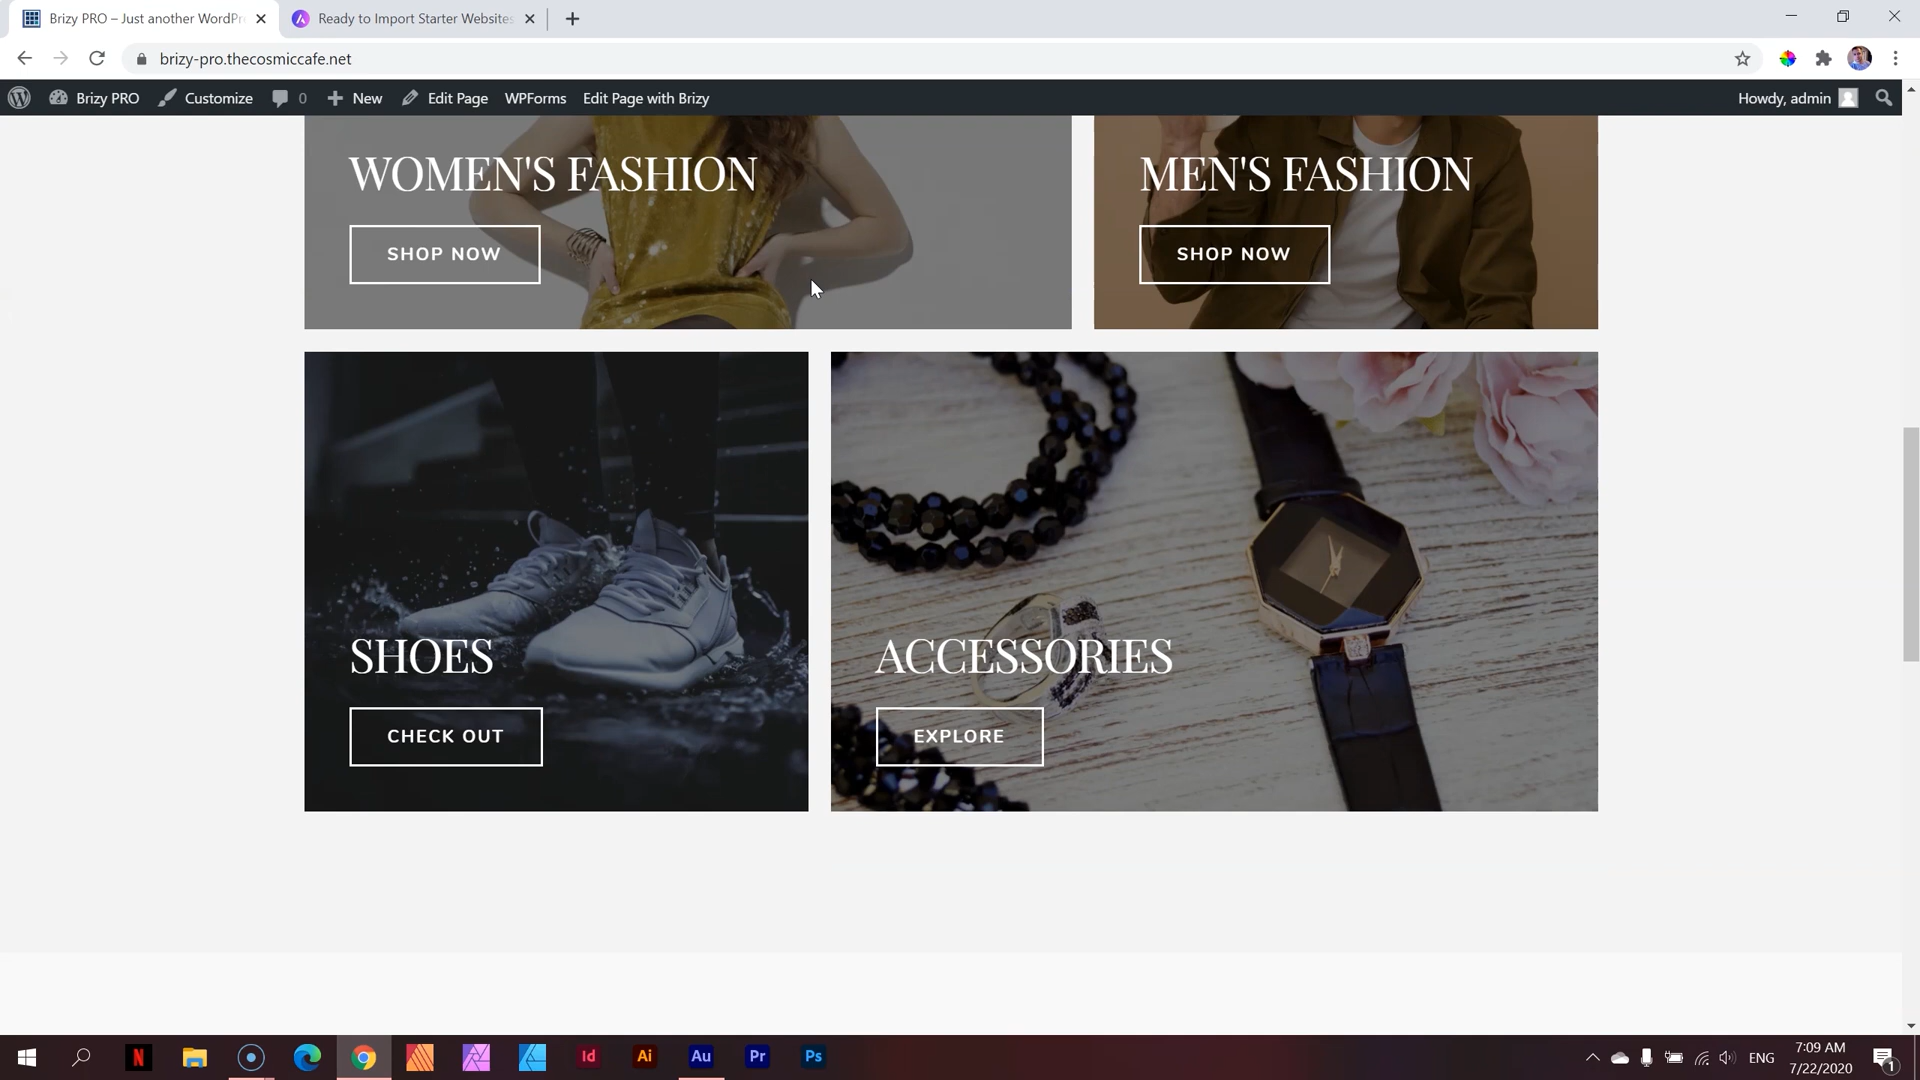 Brizy PRO – Just another WordPr
Ready to Import Starter Websites
brizy-pro.thecosmiccafe.net
Brizy PRO
Customize
0
New
Edit Page
WPForms
Edit Page with Brizy
Howdy, admin
WOMEN'S FASHION
SHOP NOW
MEN'S FASHION
SHOP NOW
SHOES
CHECK OUT
ACCESSORIES
EXPLORE
N
Id
Ai
Au
Pr
Ps
ENG
7:09 AM
7/22/2020
1